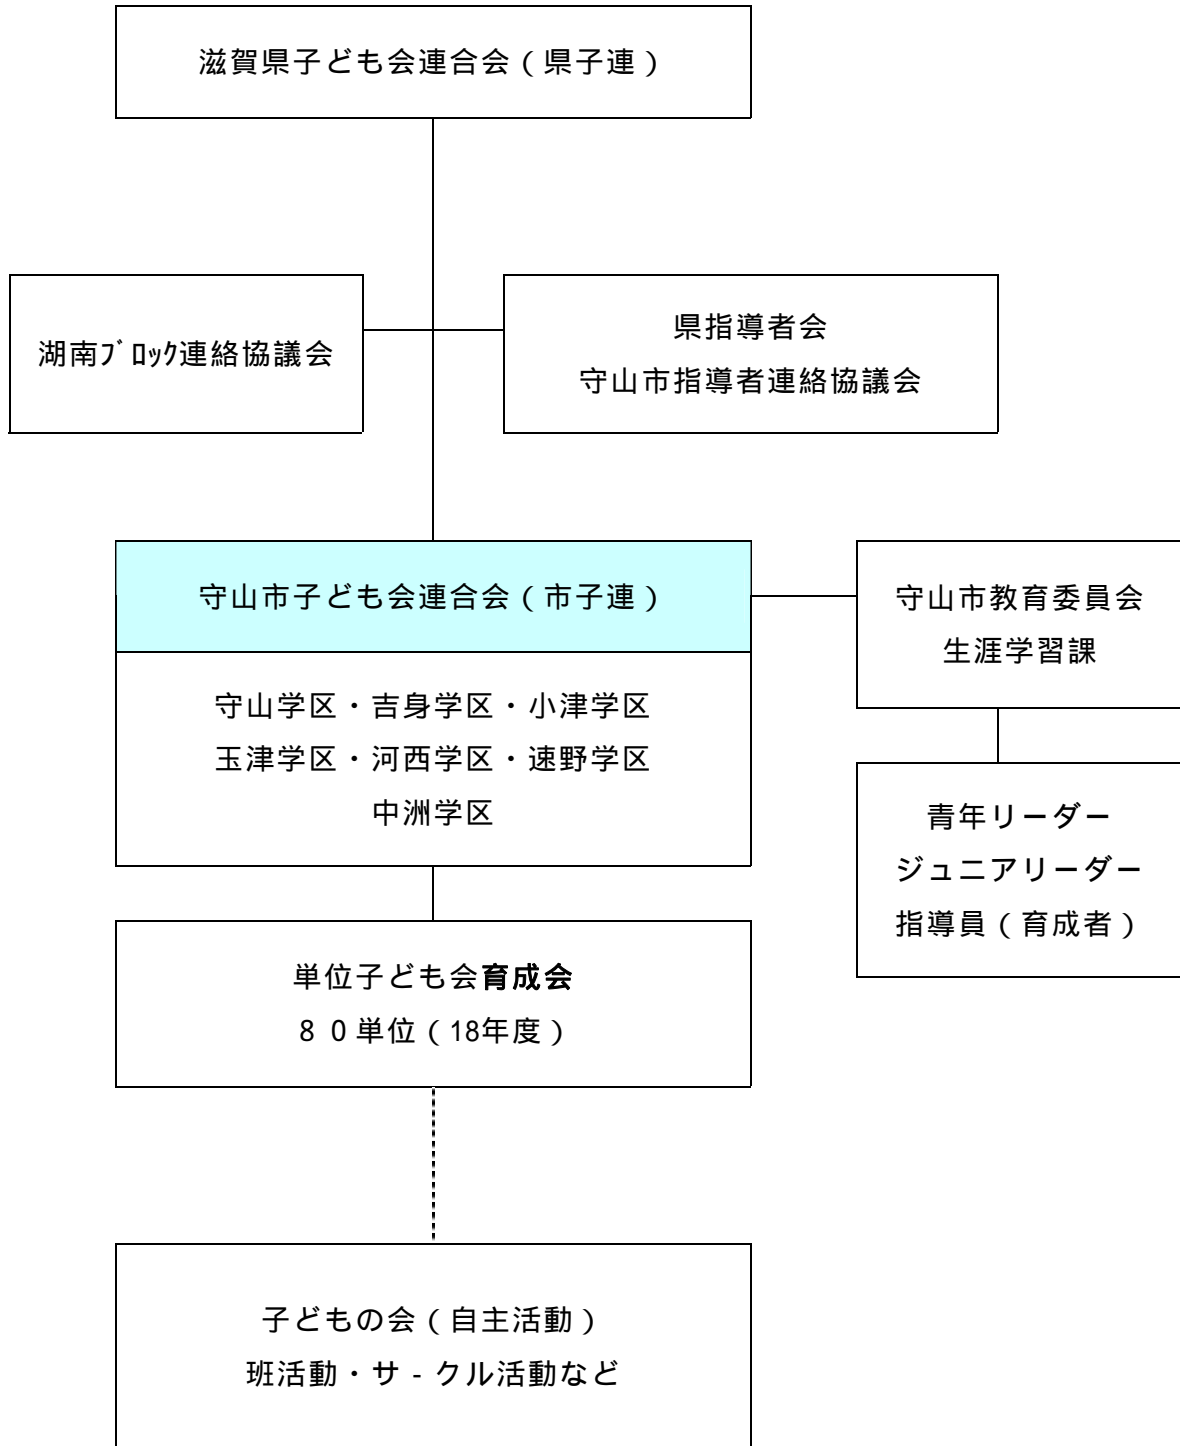 滋賀県子ども会連合会（県子連）
湖南ﾌﾞﾛｯｸ連絡協議会
県指導者会
守山市指導者連絡協議会
守山市子ども会連合会（市子連）
守山学区・吉身学区・小津学区
玉津学区・河西学区・速野学区
中洲学区
守山市教育委員会
生涯学習課
青年リーダー
ジュニアリーダー
指導員（育成者）
単位子ども会育成会
８０単位（18年度）
子どもの会（自主活動）
班活動・サ‐クル活動など